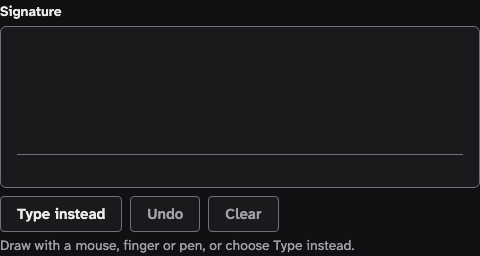 Signature
Type instead Undo Clear
Draw with a mouse, finger or pen, or choose Type instead.